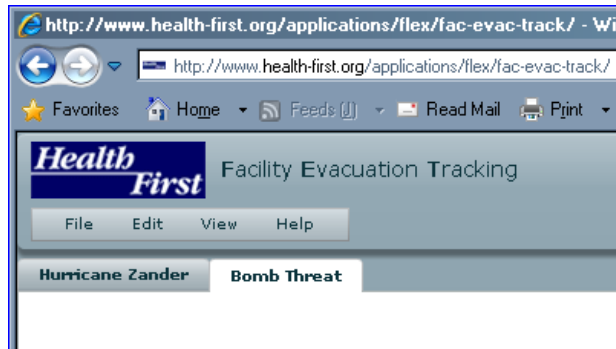 http://www.health-first.org/applications/flex/fac-evac-track/ - Wi
http://www.health-first.org/applications/flex/fac-evac-track/
Favorites Home Feeds (J) Read Mail Print
Health First Facility Evacuation Tracking
File Edit View Help
Hurricane Zander Bomb Threat